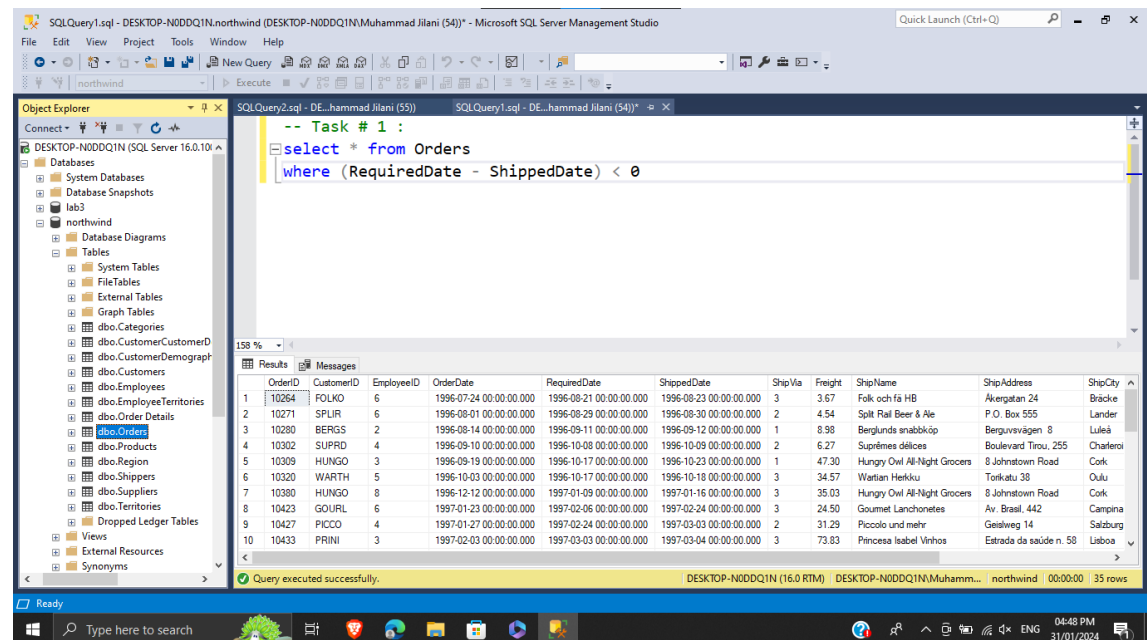 SQLQuery1.sql - DESKTOP-N0DDQ1N.northwind (DESKTOP-N0DDQ1N\Muhammad Jilani (54))* - Microsoft SQL Server Management Studio
Quick Launch (Ctrl+Q)
File Edit View Project Tools Window Help
New Query
MDX DMX XMLA DAX
northwind
Execute
Object Explorer
Connect
DESKTOP-N0DDQ1N (SQL Server 16.0.100
Databases
System Databases
Database Snapshots
lab3
northwind
Database Diagrams
Tables
System Tables
FileTables
External Tables
Graph Tables
dbo.Categories
dbo.CustomerCustomerD
dbo.CustomerDemograph
dbo.Customers
dbo.Employees
dbo.EmployeeTerritories
dbo.Order Details
dbo.Orders
dbo.Products
dbo.Region
dbo.Shippers
dbo.Suppliers
dbo.Territories
Dropped Ledger Tables
Views
External Resources
Synonyms
SQLQuery2.sql - DE...hammad Jilani (55)) SQLQuery1.sql - DE...hammad Jilani (54))*
-- Task # 1 :
select * from Orders
where (RequiredDate - ShippedDate) < 0
158 %
Results Messages
OrderID CustomerID EmployeeID OrderDate RequiredDate ShippedDate ShipVia Freight ShipName ShipAddress ShipCity
1 10264 FOLKO 6 1996-07-24 00:00:00.000 1996-08-21 00:00:00.000 1996-08-23 00:00:00.000 3 3.67 Folk och fä HB Åkergatan 24 Bräcke
2 10271 SPLIR 6 1996-08-01 00:00:00.000 1996-08-29 00:00:00.000 1996-08-30 00:00:00.000 2 4.54 Split Rail Beer & Ale P.O. Box 555 Lander
3 10280 BERGS 2 1996-08-14 00:00:00.000 1996-09-11 00:00:00.000 1996-09-12 00:00:00.000 1 8.98 Berglunds snabbköp Berguvsvägen 8 Luleå
4 10302 SUPRD 4 1996-09-10 00:00:00.000 1996-10-08 00:00:00.000 1996-10-09 00:00:00.000 2 6.27 Suprêmes délices Boulevard Tirou, 255 Charleroi
5 10309 HUNGO 3 1996-09-19 00:00:00.000 1996-10-17 00:00:00.000 1996-10-23 00:00:00.000 1 47.30 Hungry Owl All-Night Grocers 8 Johnstown Road Cork
6 10320 WARTH 5 1996-10-03 00:00:00.000 1996-10-17 00:00:00.000 1996-10-18 00:00:00.000 3 34.57 Wartian Herkku Torikatu 38 Oulu
7 10380 HUNGO 8 1996-12-12 00:00:00.000 1997-01-09 00:00:00.000 1997-01-16 00:00:00.000 3 35.03 Hungry Owl All-Night Grocers 8 Johnstown Road Cork
8 10423 GOURL 6 1997-01-23 00:00:00.000 1997-02-06 00:00:00.000 1997-02-24 00:00:00.000 3 24.50 Gourmet Lanchonetes Av. Brasil, 442 Campina
9 10427 PICCO 4 1997-01-27 00:00:00.000 1997-02-24 00:00:00.000 1997-03-03 00:00:00.000 2 31.29 Piccolo und mehr Geislweg 14 Salzburg
10 10433 PRINI 3 1997-02-03 00:00:00.000 1997-03-03 00:00:00.000 1997-03-04 00:00:00.000 3 73.83 Princesa Isabel Vinhos Estrada da saúde n. 58 Lisboa
Query executed successfully. DESKTOP-N0DDQ1N (16.0 RTM) DESKTOP-N0DDQ1N\Muhamm... northwind 00:00:00 35 rows
Ready
Type here to search
ENG
04:48 PM
31/01/2024